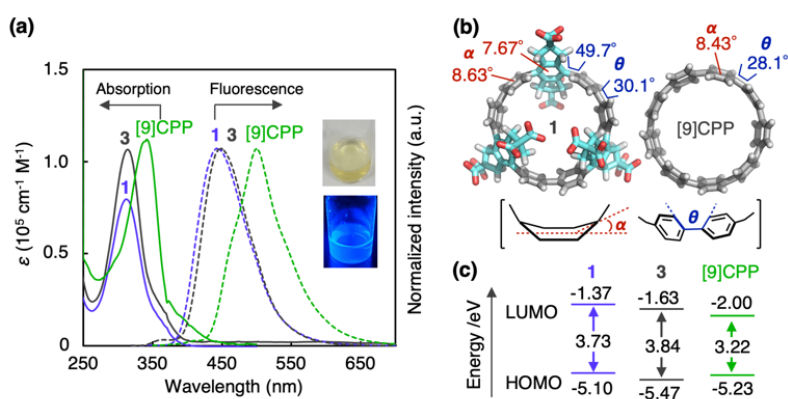 (a)
1.5
1.0
0.5
0
ε (10⁵ cm⁻¹ M⁻¹)
250 350 450 550 650
Wavelength (nm)
Normalized intensity (a.u.)
Absorption
Fluorescence
[9]CPP
3
1
1 3 [9]CPP
(b)
α
7.67°
8.63°
49.7°
θ
30.1°
1
α
8.43°
θ
28.1°
[9]CPP
α
θ
(c)
1 3 [9]CPP
Energy /eV
LUMO
-1.37 -1.63 -2.00
3.73 3.84 3.22
HOMO
-5.10 -5.47 -5.23